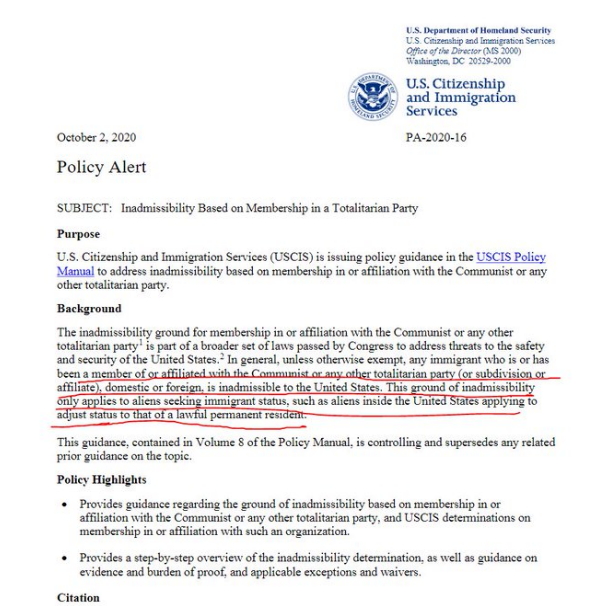 U.S. Department of Homeland Security
U.S. Citizenship and Immigration Services
Office of the Director (MS 2000)
Washington, DC 20529-2000
U.S. Citizenship
and Immigration
Services
October 2, 2020
PA-2020-16
Policy Alert
SUBJECT: Inadmissibility Based on Membership in a Totalitarian Party
Purpose
U.S. Citizenship and Immigration Services (USCIS) is issuing policy guidance in the USCIS Policy
Manual to address inadmissibility based on membership in or affiliation with the Communist or any
other totalitarian party.
Background
The inadmissibility ground for membership in or affiliation with the Communist or any other
totalitarian party1 is part of a broader set of laws passed by Congress to address threats to the safety
and security of the United States.2 In general, unless otherwise exempt, any immigrant who is or has
been a member of or affiliated with the Communist or any other totalitarian party (or subdivision or
affiliate), domestic or foreign, is inadmissible to the United States. This ground of inadmissibility
only applies to aliens seeking immigrant status, such as aliens inside the United States applying to
adjust status to that of a lawful permanent resident.
This guidance, contained in Volume 8 of the Policy Manual, is controlling and supersedes any related
prior guidance on the topic.
Policy Highlights
• Provides guidance regarding the ground of inadmissibility based on membership in or
affiliation with the Communist or any other totalitarian party, and USCIS determinations on
membership in or affiliation with such an organization.
• Provides a step-by-step overview of the inadmissibility determination, as well as guidance on
evidence and burden of proof, and applicable exceptions and waivers.
Citation